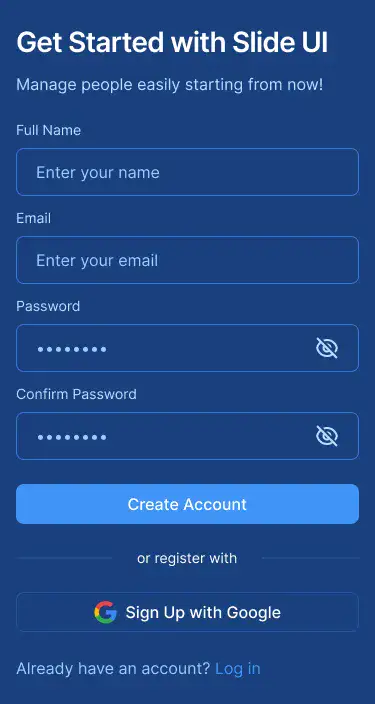 Get Started with Slide UI
Manage people easily starting from now!
Full Name
Enter your name
Email
Enter your email
Password
••••••••
Confirm Password
••••••••
Create Account
or register with
Sign Up with Google
Already have an account? Log in